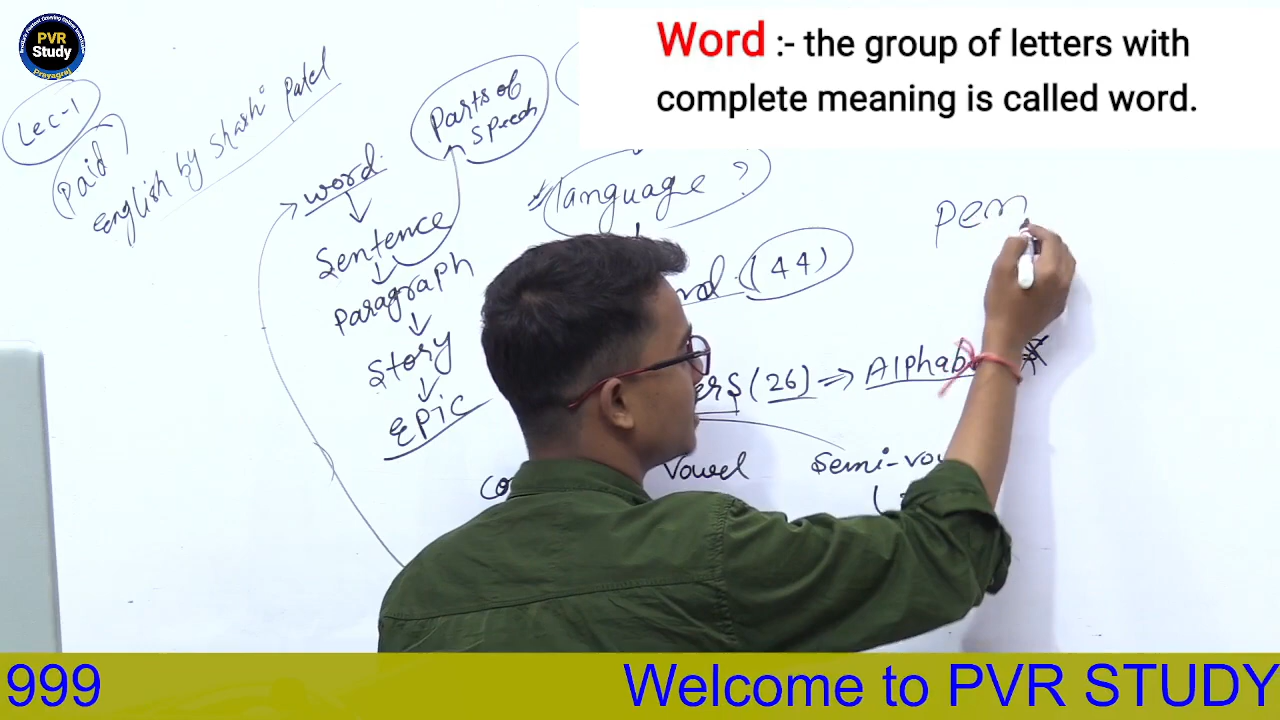 PVR
Study
Prayagraj
Word :- the group of letters with
complete meaning is called word.
Lec-1
Paid
English by Shashi Patel
Parts of
Speech
word
Sentence
Paragraph
Story
Epic
language ?
(44)
(26) => Alphab
Pen
Vowel
Semi-vow
999
Welcome to PVR STUDY